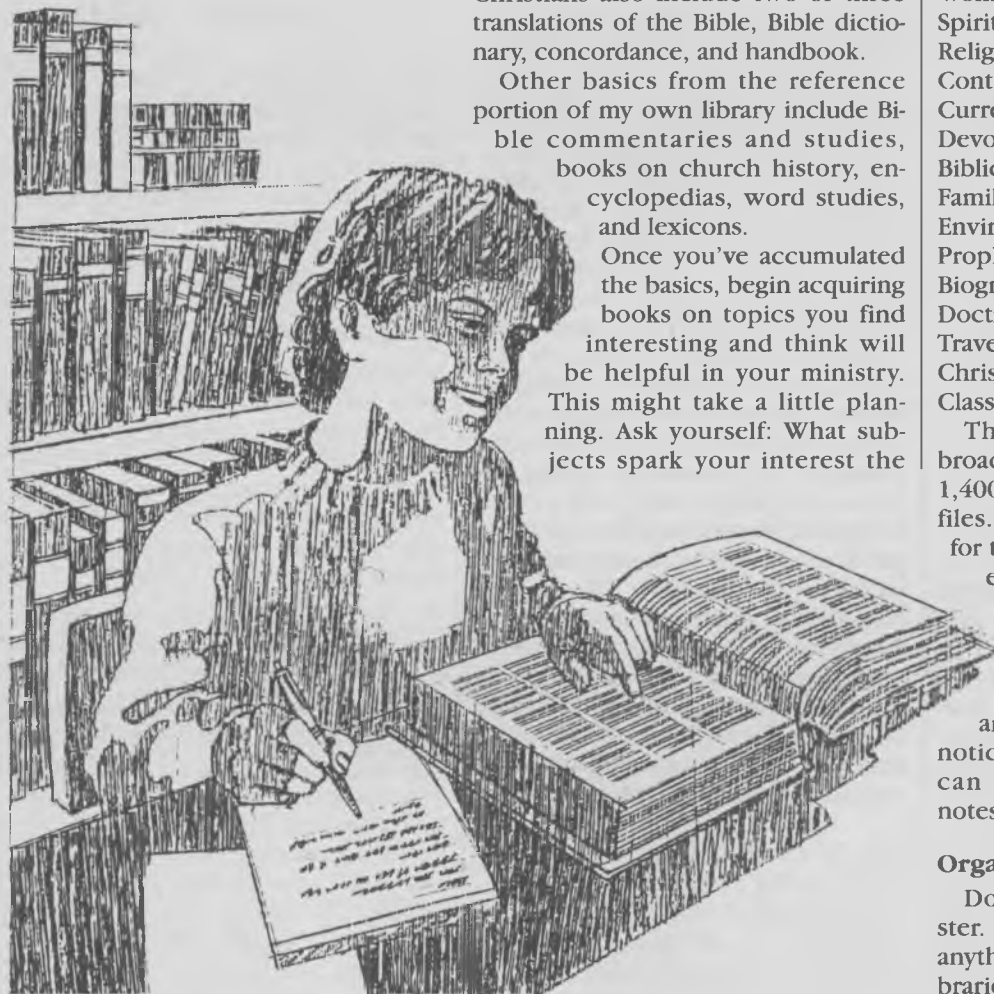 translations of the Bible, Bible dictio-
nary, concordance, and handbook.
Other basics from the reference
portion of my own library include Bi-
ble commentaries and studies,
books on church history, en-
cyclopedias, word studies,
and lexicons.
Once you've accumulated
the basics, begin acquiring
books on topics you find
interesting and think will
be helpful in your ministry.
This might take a little plan-
ning. Ask yourself: What sub-
jects spark your interest the
Spirit
Relig
Cont
Curre
Devo
Biblic
Famil
Envir
Proph
Biogr
Doct
Trave
Chris
Class
Th
broad
1,400
files.
for t
e
ar
notic
can
notes
Orga
Do
ster.
anyth
brarie